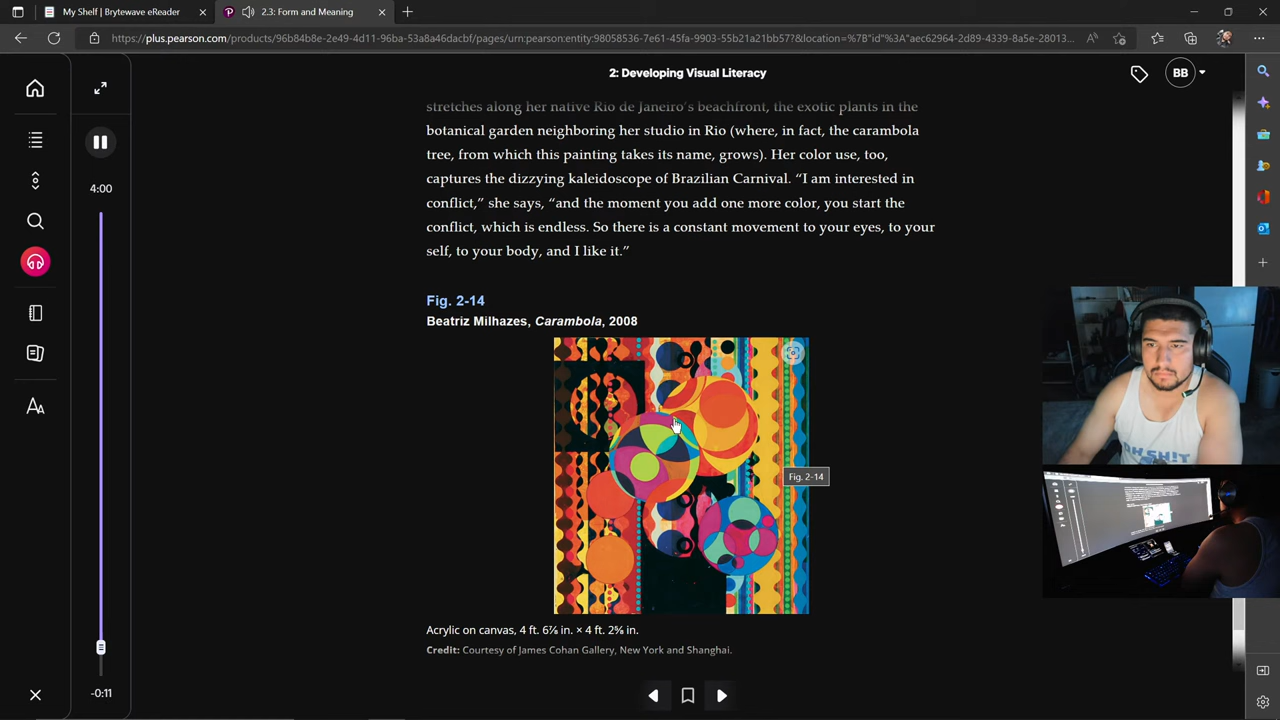 My Shelf | Brytewave eReader
2.3: Form and Meaning
https://plus.pearson.com/products/96b84b8e-2e49-4d11-96ba-53a8a46dacbf/pages/urn:pearson:entity:98058536-7e61-45fa-9903-55b21a21bb57?&location=%7B"id"%3A"aec62964-2d89-4339-8a5e-28013...
2: Developing Visual Literacy
BB
4:00
stretches along her native Rio de Janeiro’s beachfront, the exotic plants in the
botanical garden neighboring her studio in Rio (where, in fact, the carambola
tree, from which this painting takes its name, grows). Her color use, too,
captures the dizzying kaleidoscope of Brazilian Carnival. “I am interested in
conflict,” she says, “and the moment you add one more color, you start the
conflict, which is endless. So there is a constant movement to your eyes, to your
self, to your body, and I like it.”
Fig. 2-14
Beatriz Milhazes, Carambola, 2008
Fig. 2-14
Acrylic on canvas, 4 ft. 6⅞ in. × 4 ft. 2⅝ in.
Credit: Courtesy of James Cohan Gallery, New York and Shanghai.
-0:11
OH SH!T